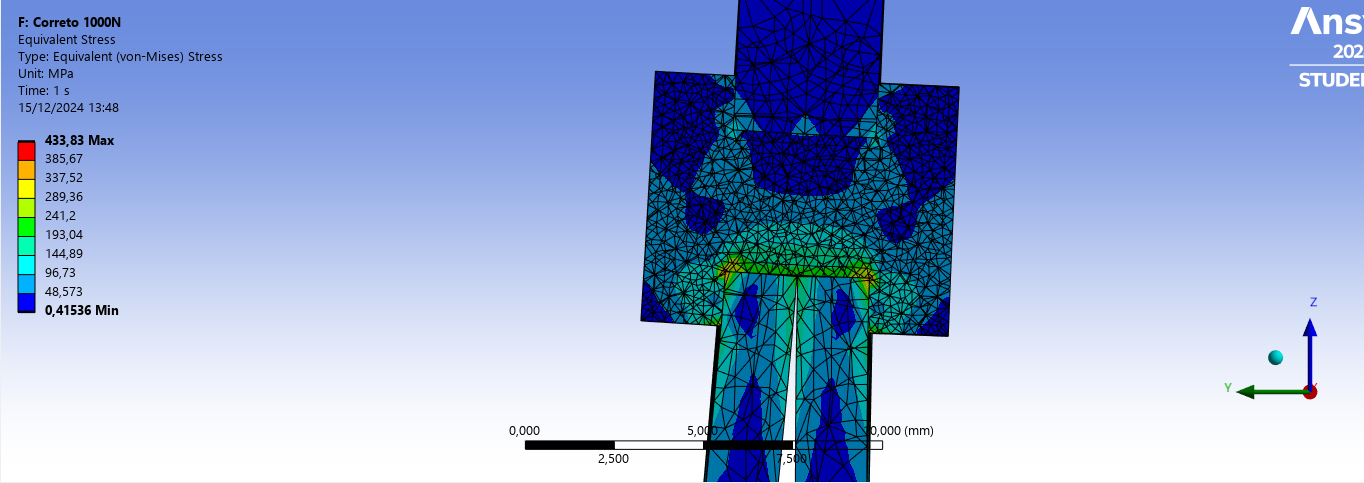 F: Correto 1000N
Equivalent Stress
Type: Equivalent (von-Mises) Stress
Unit: MPa
Time: 1 s
15/12/2024 13:48
433,83 Max
385,67
337,52
289,36
241,2
193,04
144,89
96,73
48,573
0,41536 Min
Ans
202
STUDE
Z
Y
0,000
5,000
0,000 (mm)
2,500
7,500